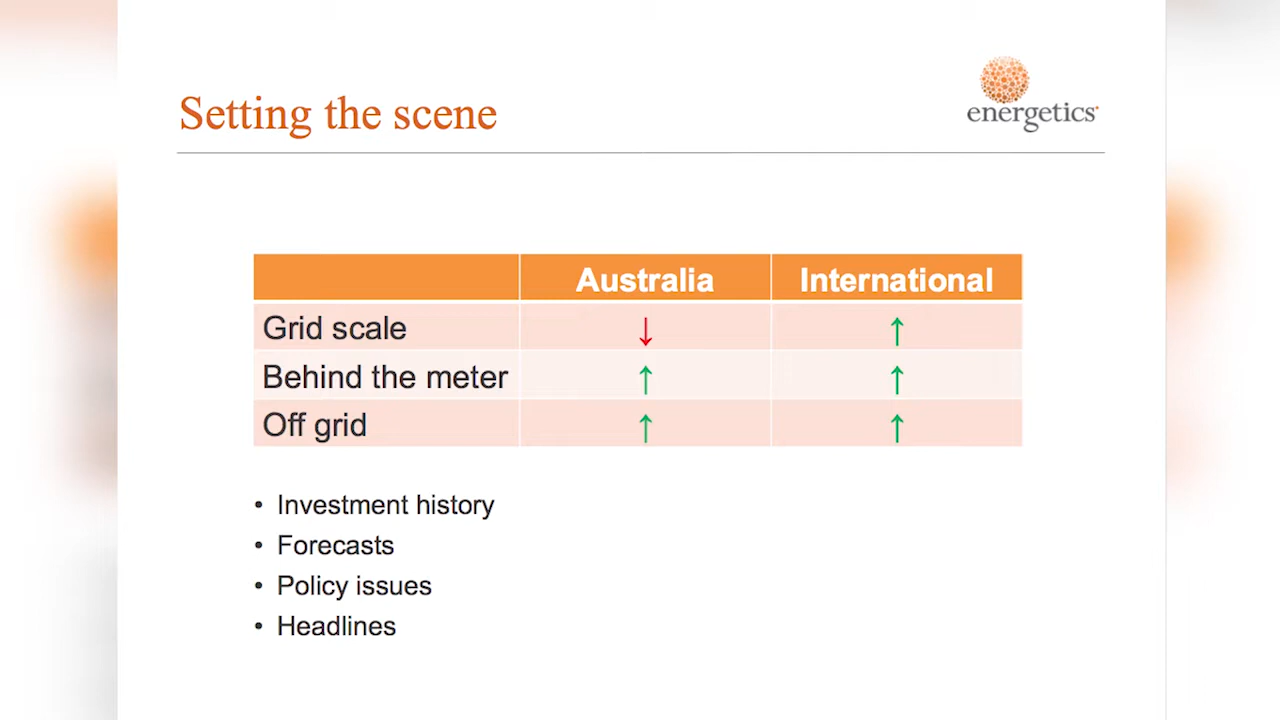 Setting the scene
energetics
Australia International
Grid scale ↓ ↑
Behind the meter ↑ ↑
Off grid ↑ ↑
• Investment history
• Forecasts
• Policy issues
• Headlines